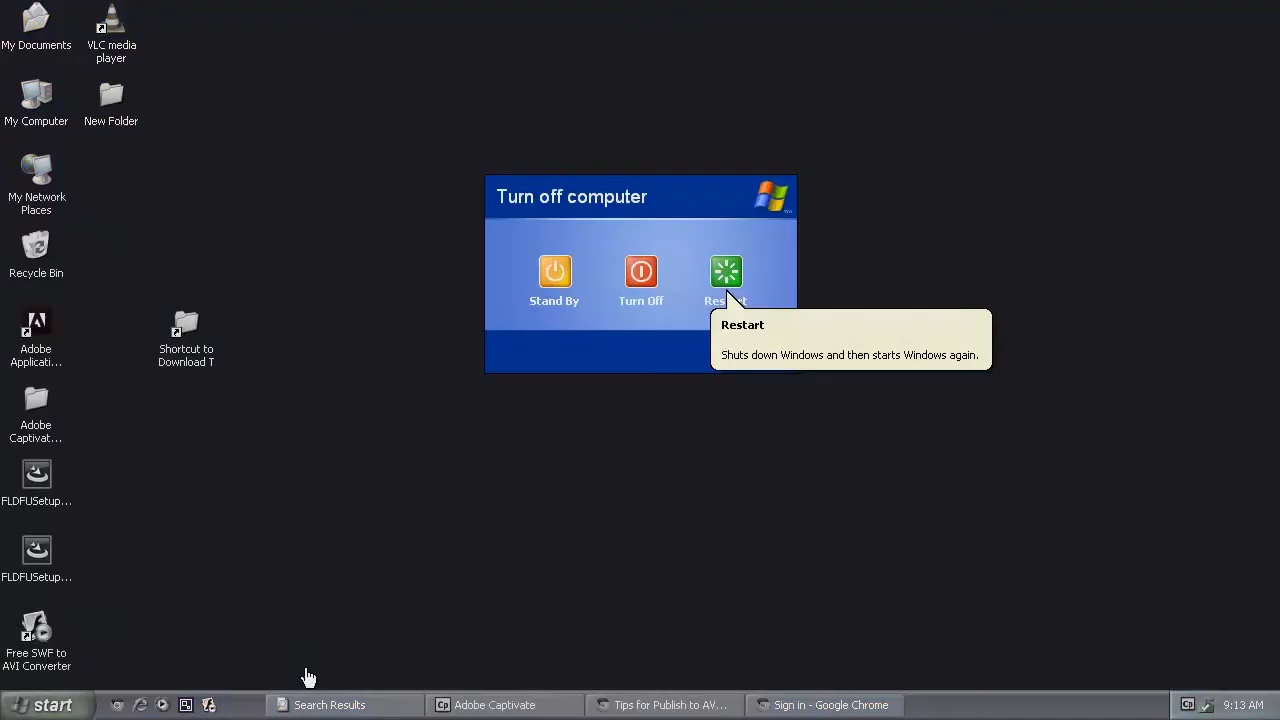 My Documents
VLC media
player
My Computer
New Folder
My Network
Places
Recycle Bin
Adobe
Applicati...
Shortcut to
Download T
Adobe
Captivat...
FLDFUSetup...
FLDFUSetup...
Free SWF to
AVI Converter
Turn off computer
Stand By
Turn Off
Restart
Restart
Shuts down Windows and then starts Windows again.
start
Search Results
Cp Adobe Captivate
Tips for Publish to AV...
Sign in - Google Chrome
Cp
9:13 AM